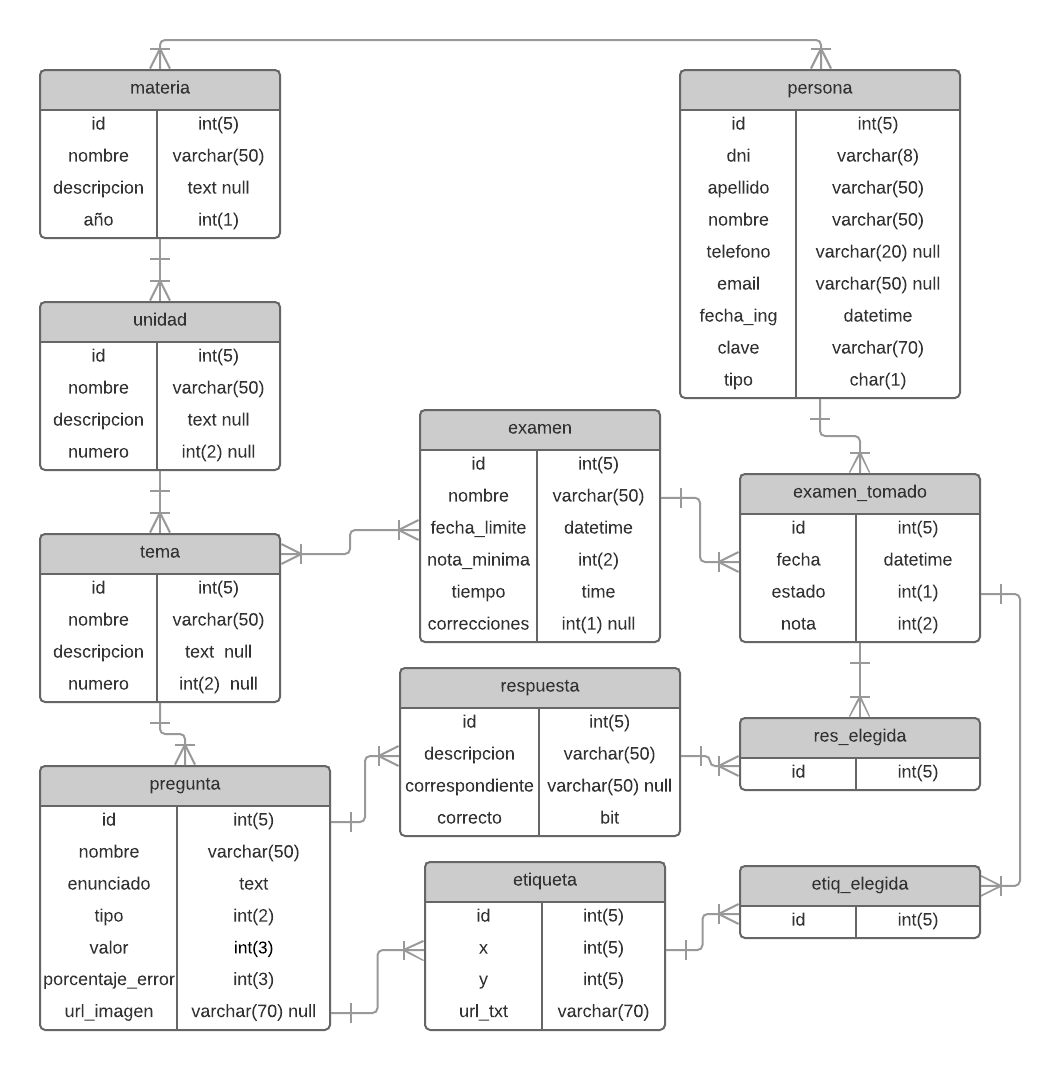 materia
id int(5)
nombre varchar(50)
descripcion text null
año int(1)
persona
id int(5)
dni varchar(8)
apellido varchar(50)
nombre varchar(50)
telefono varchar(20) null
email varchar(50) null
fecha_ing datetime
clave varchar(70)
tipo char(1)
unidad
id int(5)
nombre varchar(50)
descripcion text null
numero int(2) null
examen
id int(5)
nombre varchar(50)
fecha_limite datetime
nota_minima int(2)
tiempo time
correcciones int(1) null
examen_tomado
id int(5)
fecha datetime
estado int(1)
nota int(2)
tema
id int(5)
nombre varchar(50)
descripcion text null
numero int(2) null
respuesta
id int(5)
descripcion varchar(50)
correspondiente varchar(50) null
correcto bit
res_elegida
id int(5)
pregunta
id int(5)
nombre varchar(50)
enunciado text
tipo int(2)
valor int(3)
porcentaje_error int(3)
url_imagen varchar(70) null
etiqueta
id int(5)
x int(5)
y int(5)
url_txt varchar(70)
etiq_elegida
id int(5)